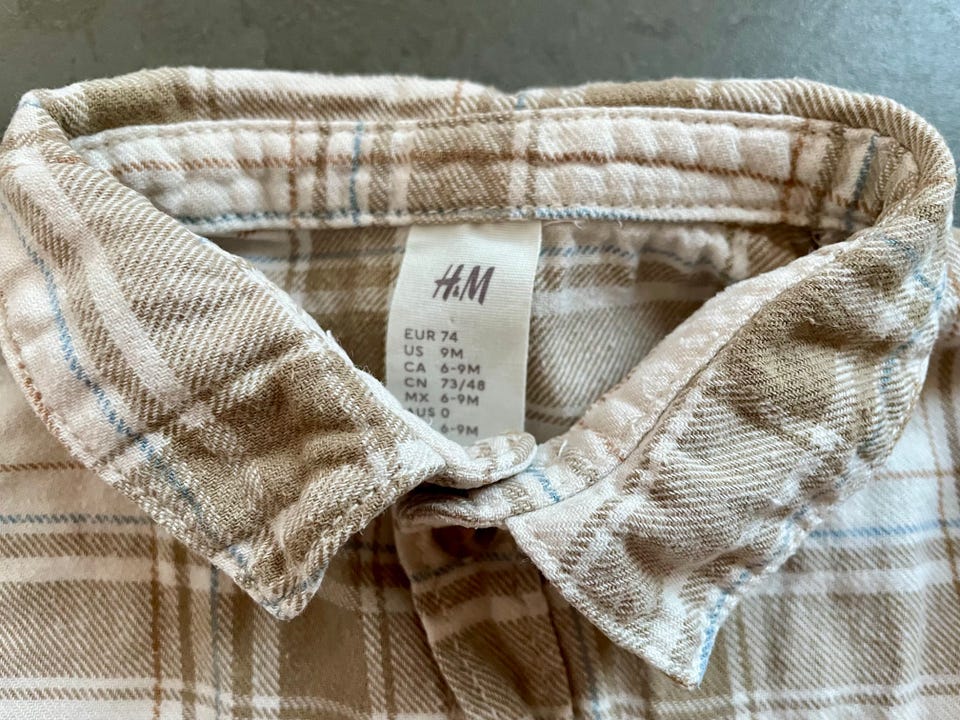 H&M
EUR 74
US 9M
CA 6-9M
CN 73/48
MX 6-9M
AUS 0
6-9M